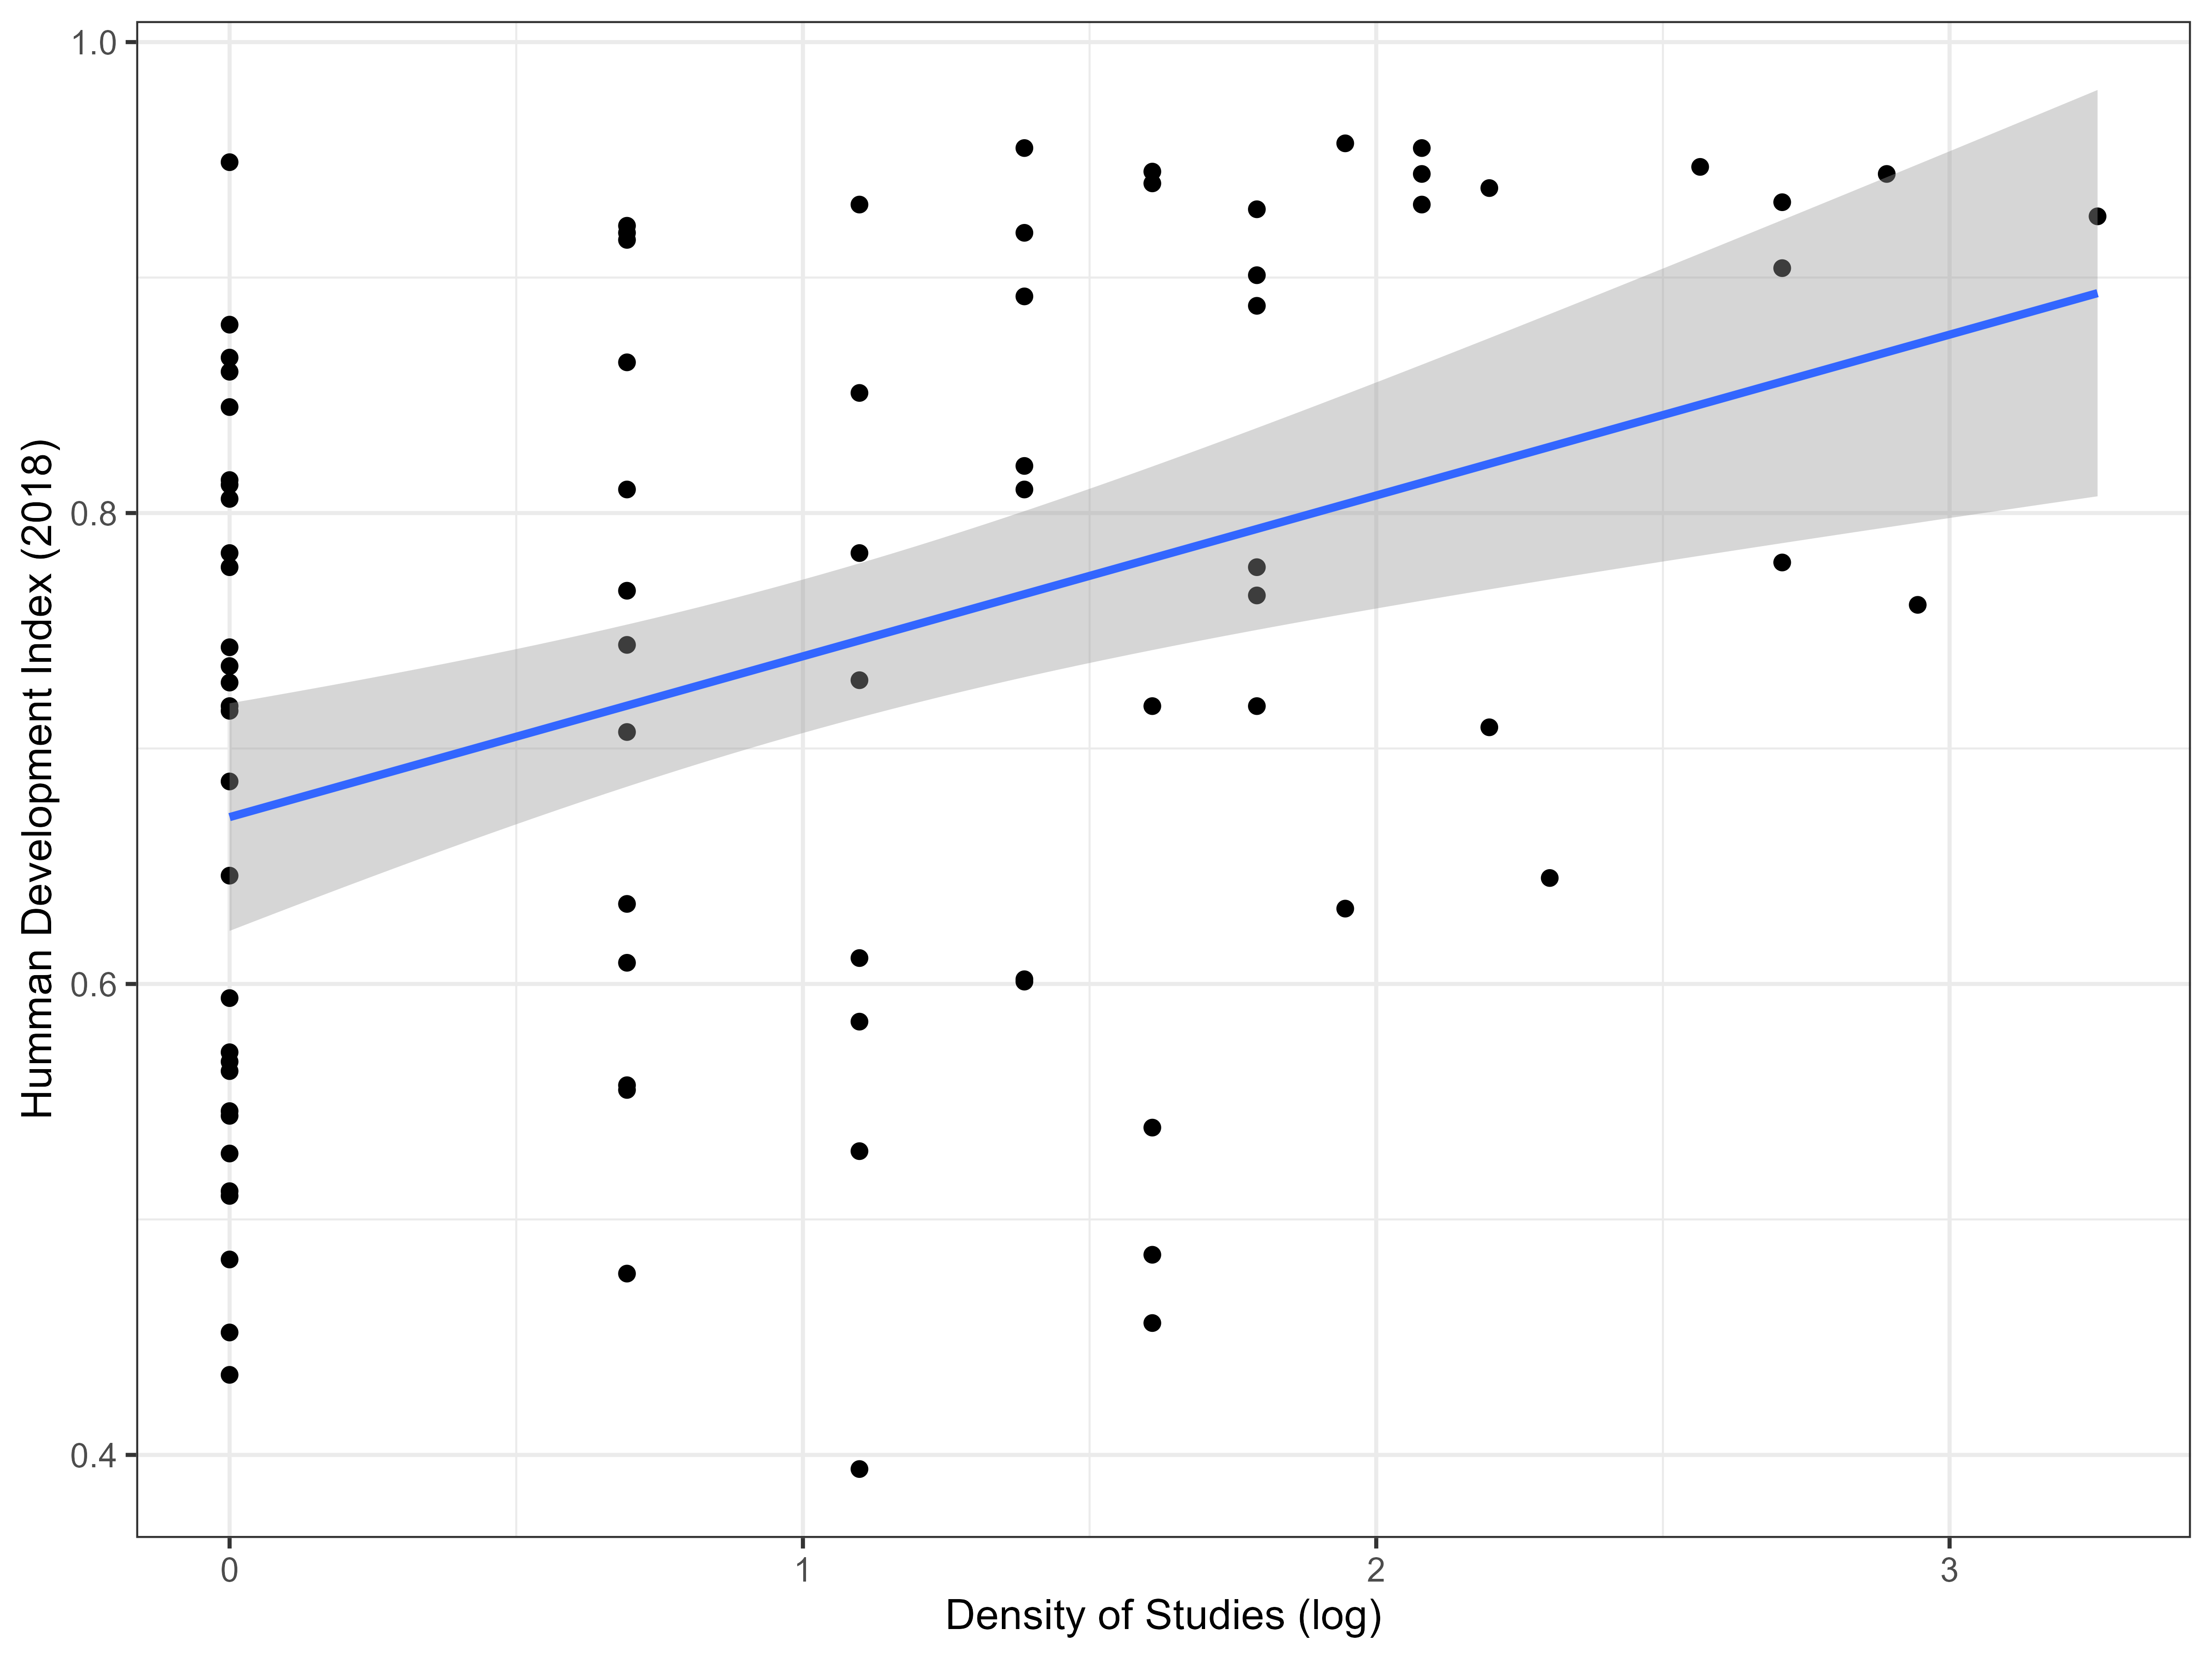 Humman Development Index (2018)
1.0
0.8
0.6
0.4
0 1 2 3
Density of Studies (log)